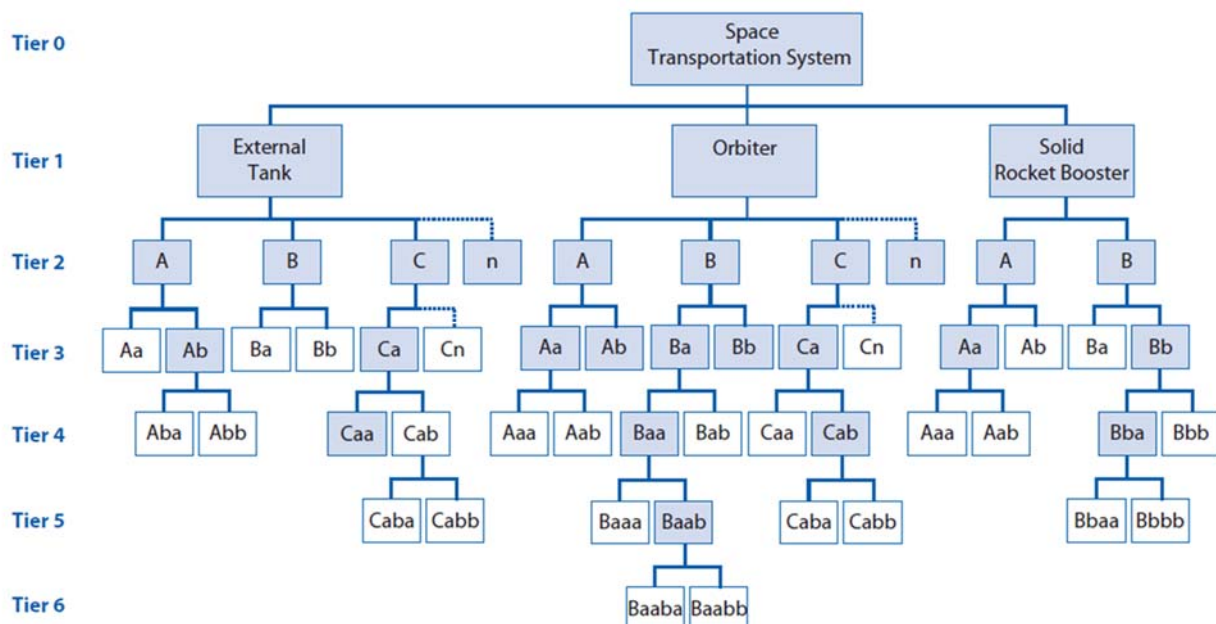 Tier 0
Space
Transportation System
Tier 1
External
Tank
Orbiter
Solid
Rocket Booster
Tier 2
A
B
C
n
A
B
C
n
A
B
Tier 3
Aa
Ab
Ba
Bb
Ca
Cn
Aa
Ab
Ba
Bb
Ca
Cn
Aa
Ab
Ba
Bb
Tier 4
Aba
Abb
Caa
Cab
Aaa
Aab
Baa
Bab
Caa
Cab
Aaa
Aab
Bba
Bbb
Tier 5
Caba
Cabb
Baaa
Baab
Caba
Cabb
Bbaa
Bbbb
Tier 6
Baaba
Baabb